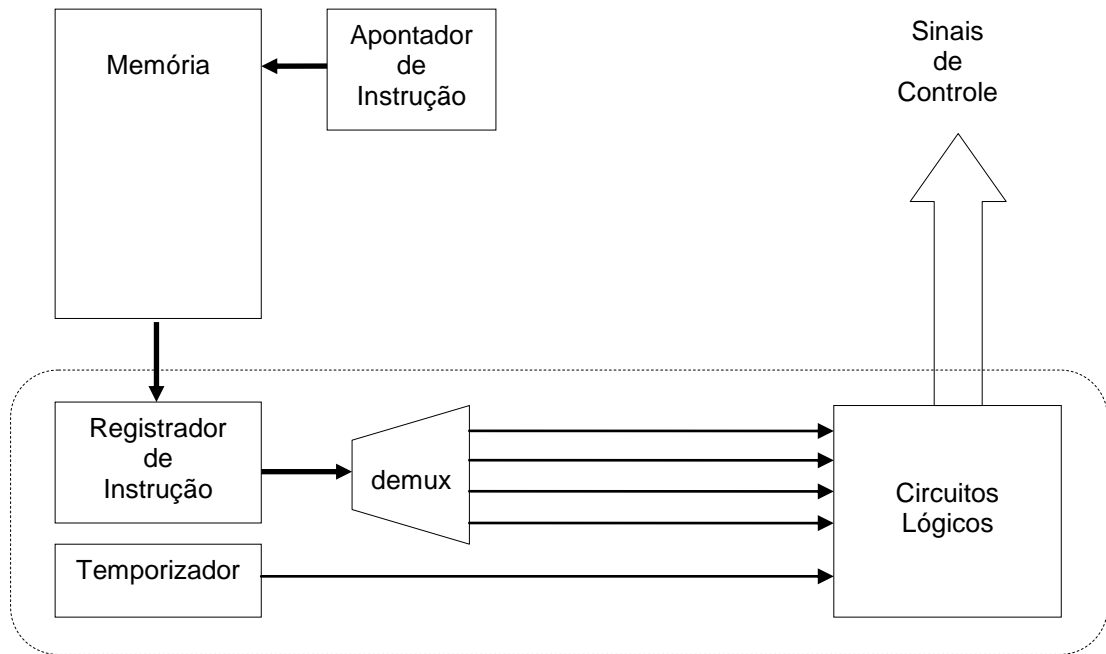 Memória
Apontador
de
Instrução
Sinais
de
Controle
Registrador
de
Instrução
demux
Circuitos
Lógicos
Temporizador